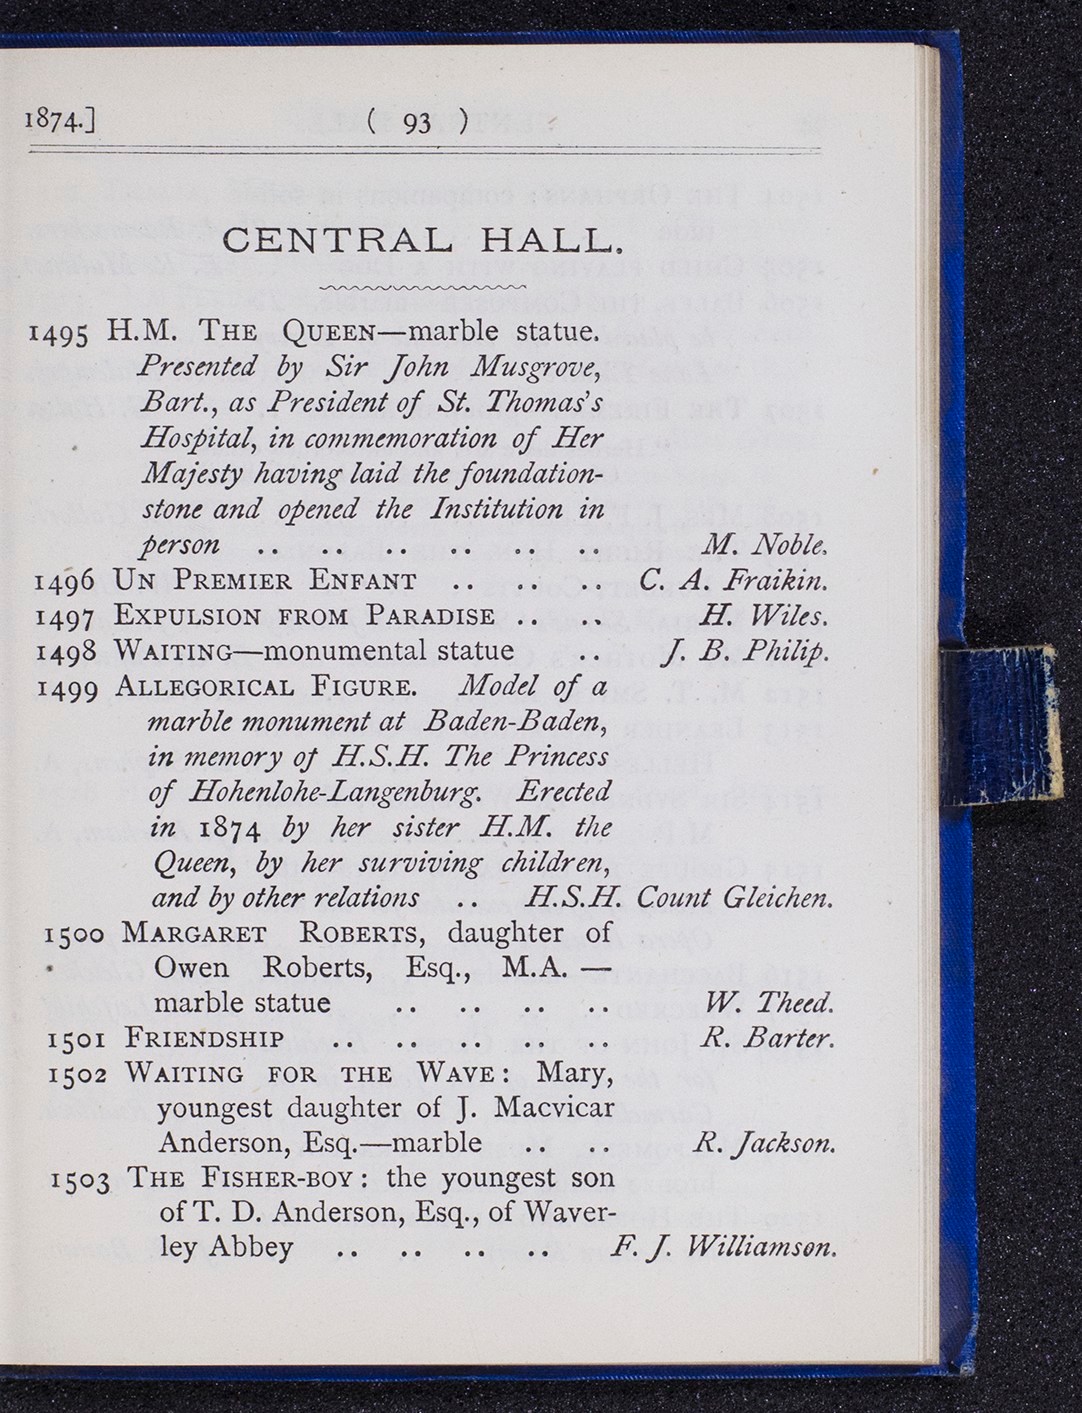 1874.] ( 93 )
CENTRAL HALL.
1495 H.M. THE QUEEN—marble statue.
Presented by Sir John Musgrove,
Bart., as President of St. Thomas's
Hospital, in commemoration of Her
Majesty having laid the foundation-
stone and opened the Institution in
person .. .. .. .. .. .. M. Noble.
1496 UN PREMIER ENFANT .. .. .. C. A. Fraikin.
1497 EXPULSION FROM PARADISE .. .. H. Wiles.
1498 WAITING—monumental statue .. J. B. Philip.
1499 ALLEGORICAL FIGURE. Model of a
marble monument at Baden-Baden,
in memory of H.S.H. The Princess
of Hohenlohe-Langenburg. Erected
in 1874 by her sister H.M. the
Queen, by her surviving children,
and by other relations .. H.S.H. Count Gleichen.
1500 MARGARET ROBERTS, daughter of
Owen Roberts, Esq., M.A. —
marble statue .. .. .. .. W. Theed.
1501 FRIENDSHIP .. .. .. .. .. R. Barter.
1502 WAITING FOR THE WAVE: Mary,
youngest daughter of J. Macvicar
Anderson, Esq.—marble .. .. R. Jackson.
1503 THE FISHER-BOY: the youngest son
of T. D. Anderson, Esq., of Waver-
ley Abbey .. .. .. .. F. J. Williamson.